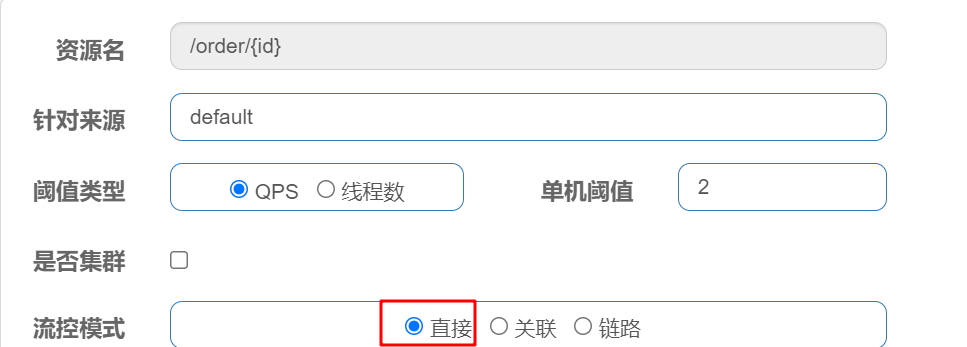 资源名 /order/{id}
针对来源 default
阈值类型 QPS 线程数 单机阈值 2
是否集群
流控模式 直接 关联 链路